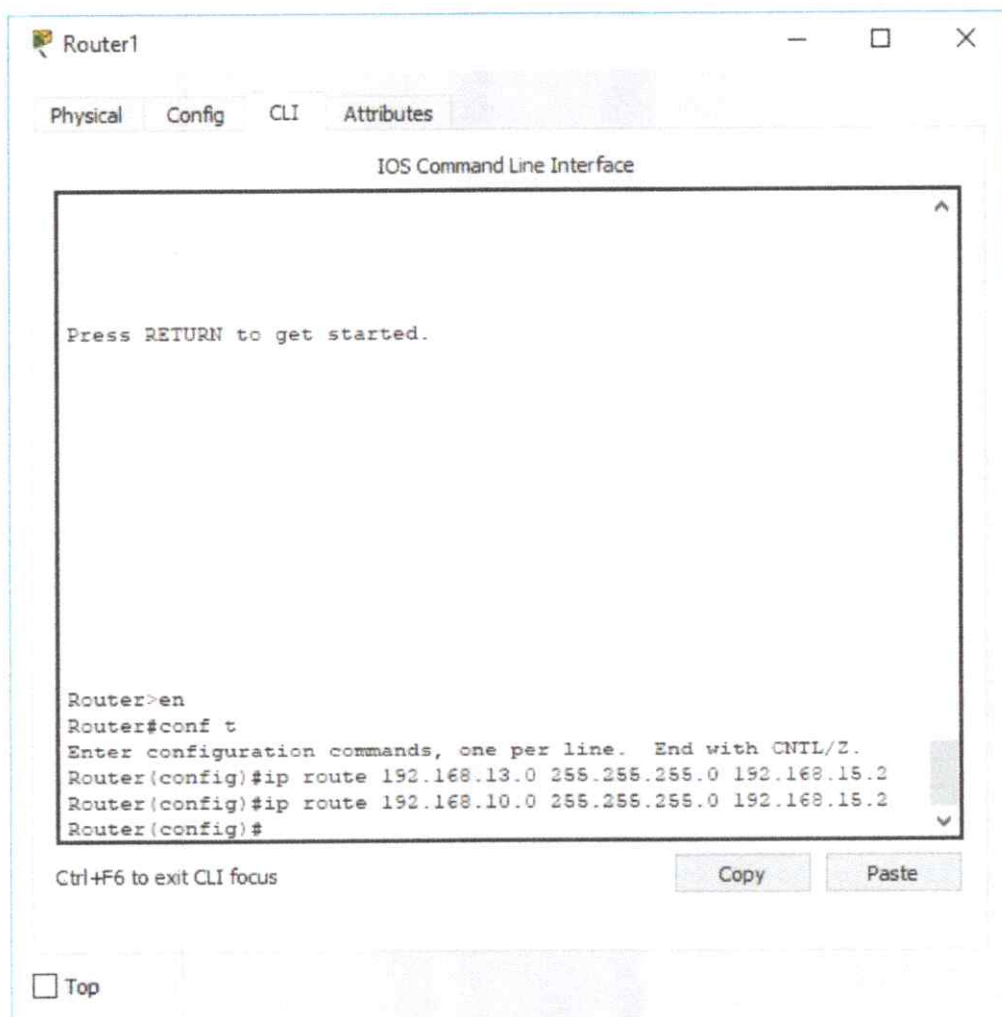 Router1
Physical Config CLI Attributes
IOS Command Line Interface
Press RETURN to get started.
Router>en
Router#conf t
Enter configuration commands, one per line.  End with CNTL/Z.
Router(config)#ip route 192.168.13.0 255.255.255.0 192.168.15.2
Router(config)#ip route 192.168.10.0 255.255.255.0 192.168.15.2
Router(config)#
Ctrl+F6 to exit CLI focus
Copy Paste
Top